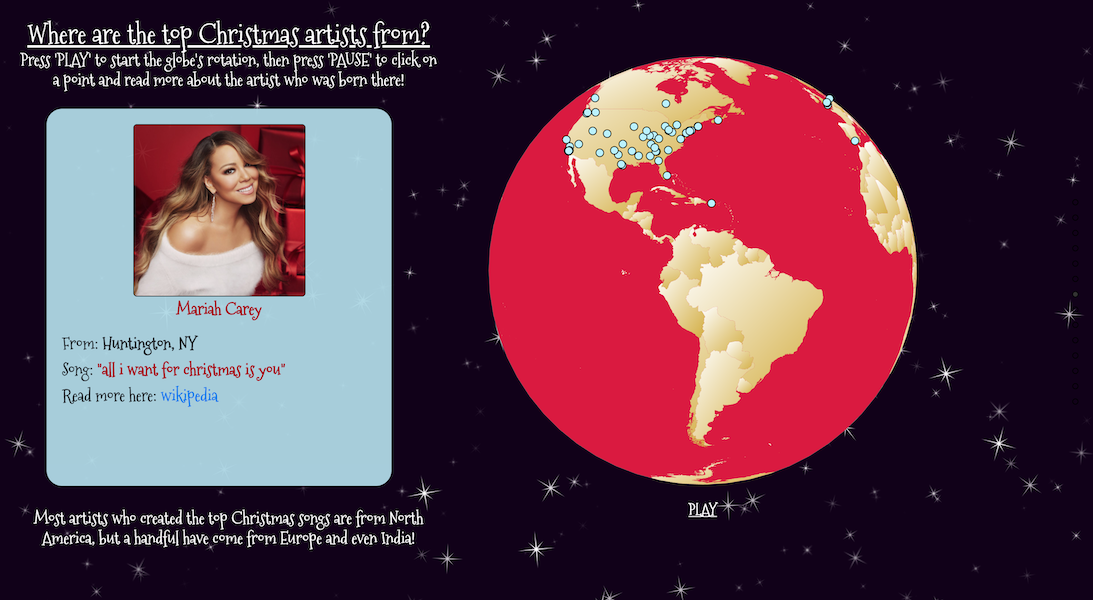 Where are the top Christmas artists from?
Press 'PLAY' to start the globe's rotation, then press 'PAUSE' to click on
a point and read more about the artist who was born there!
Mariah Carey
From: Huntington, NY
Song: "all i want for christmas is you"
Read more here: wikipedia
Most artists who created the top Christmas songs are from North
America, but a handful have come from Europe and even India!
PLAY